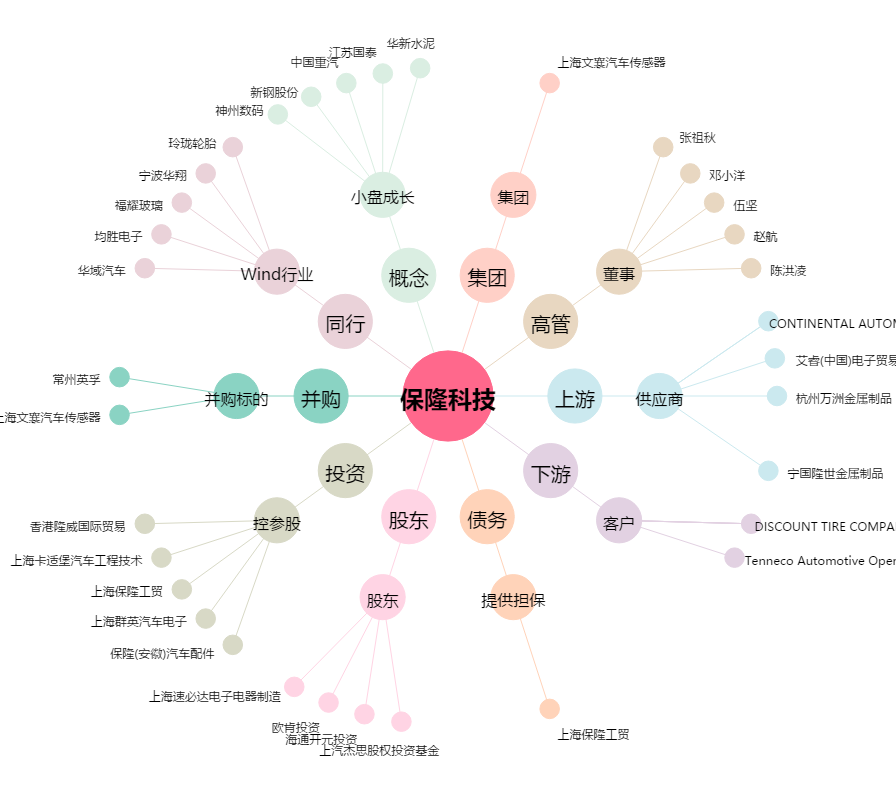 华新水泥
江苏国泰
中国重汽
上海文襄汽车传感器
新钢股份
神州数码
玲珑轮胎
张祖秋
宁波华翔
邓小洋
小盘成长
集团
福耀玻璃
伍坚
均胜电子
赵航
华域汽车
Wind行业
概念
集团
董事
陈洪凌
同行
高管
CONTINENTAL AUTOM
艾睿(中国)电子贸易
常州英孚
并购标的
并购
保隆科技
上游
供应商
杭州万洲金属制品
上海文襄汽车传感器
投资
下游
宁国隆世金属制品
香港隆威国际贸易
控参股
股东
债务
客户
DISCOUNT TIRE COMPA
上海卡适堡汽车工程技术
Tenneco Automotive Oper
上海保隆工贸
股东
提供担保
上海群英汽车电子
保隆(安徽)汽车配件
上海速必达电子电器制造
欧肯投资
海通开元投资
上汽杰思股权投资基金
上海保隆工贸